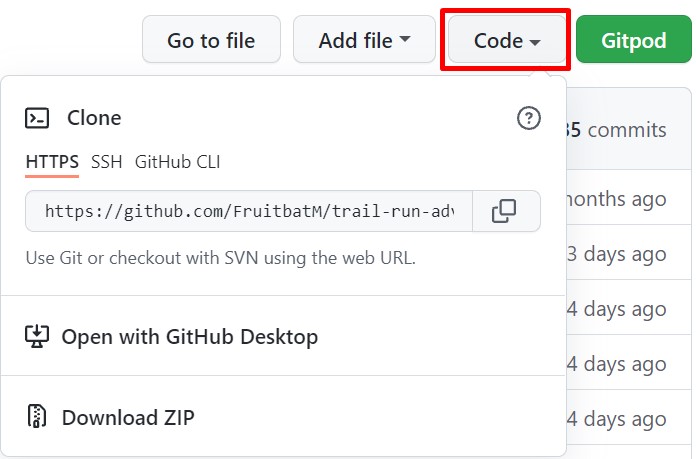 Go to file Add file Code Gitpod
Clone
35 commits
HTTPS SSH GitHub CLI
https://github.com/FruitbatM/trail-run-adv
months ago
Use Git or checkout with SVN using the web URL.
3 days ago
4 days ago
Open with GitHub Desktop
4 days ago
Download ZIP
4 days ago